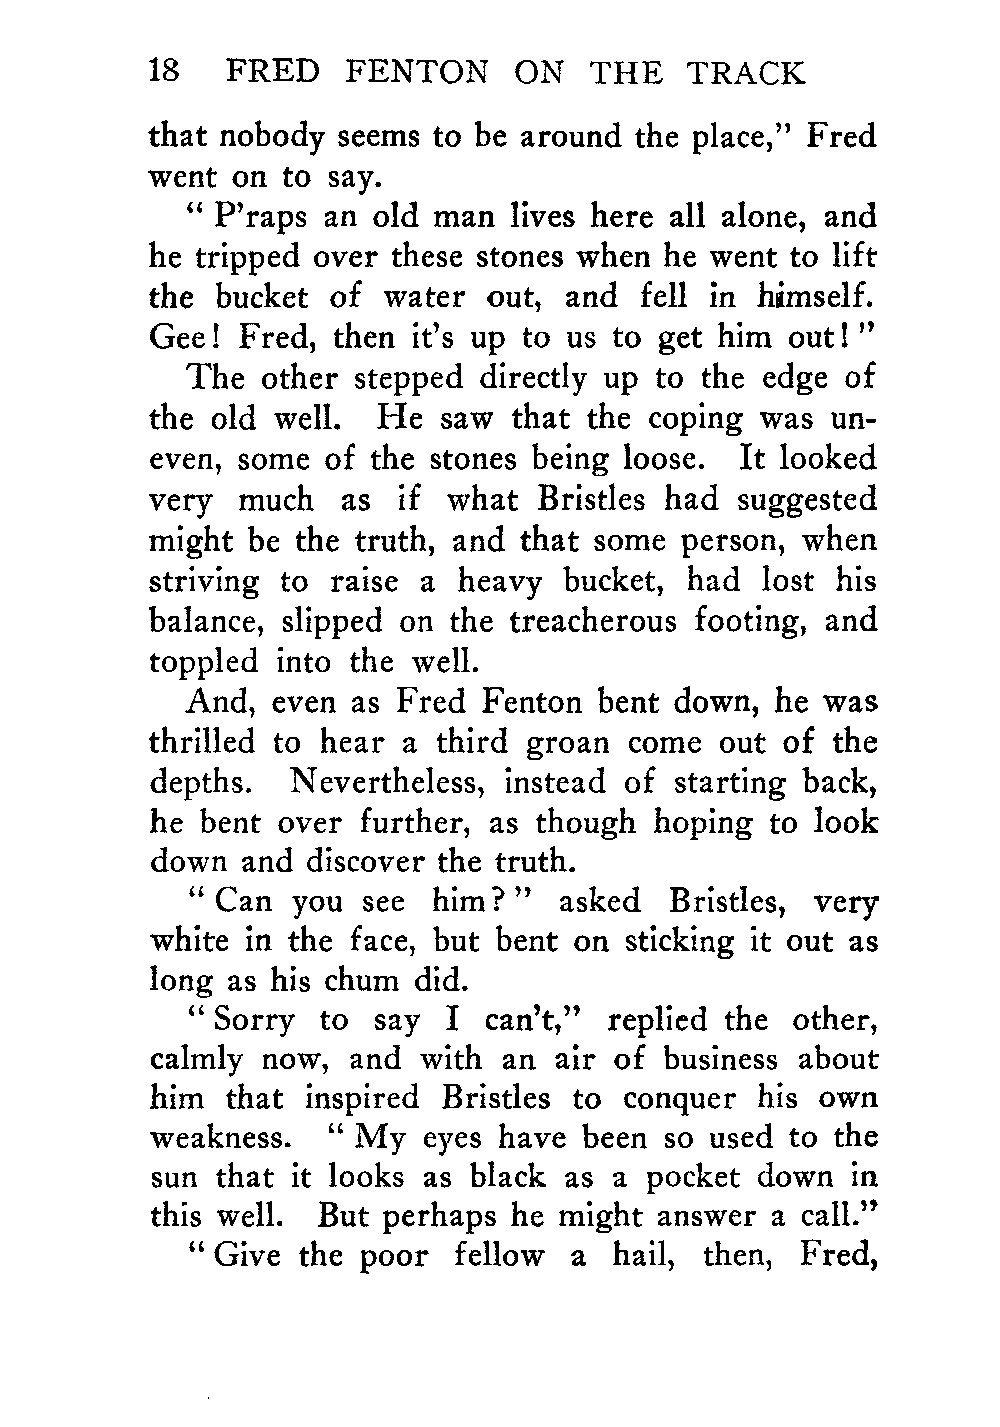 18 FRED FENTON ON THE TRACK
that nobody seems to be around the place,” Fred
went on to say.
“ P’raps an old man lives here all alone, and
he tripped over these stones when he went to lift
the bucket of water out, and fell in himself.
Gee! Fred, then it’s up to us to get him out! ”
The other stepped directly up to the edge of
the old well. He saw that the coping was un-
even, some of the stones being loose. It looked
very much as if what Bristles had suggested
might be the truth, and that some person, when
striving to raise a heavy bucket, had lost his
balance, slipped on the treacherous footing, and
toppled into the well.
And, even as Fred Fenton bent down, he was
thrilled to hear a third groan come out of the
depths. Nevertheless, instead of starting back,
he bent over further, as though hoping to look
down and discover the truth.
“ Can you see him? ” asked Bristles, very
white in the face, but bent on sticking it out as
long as his chum did.
“ Sorry to say I can’t,” replied the other,
calmly now, and with an air of business about
him that inspired Bristles to conquer his own
weakness. “ My eyes have been so used to the
sun that it looks as black as a pocket down in
this well. But perhaps he might answer a call.”
“ Give the poor fellow a hail, then, Fred,